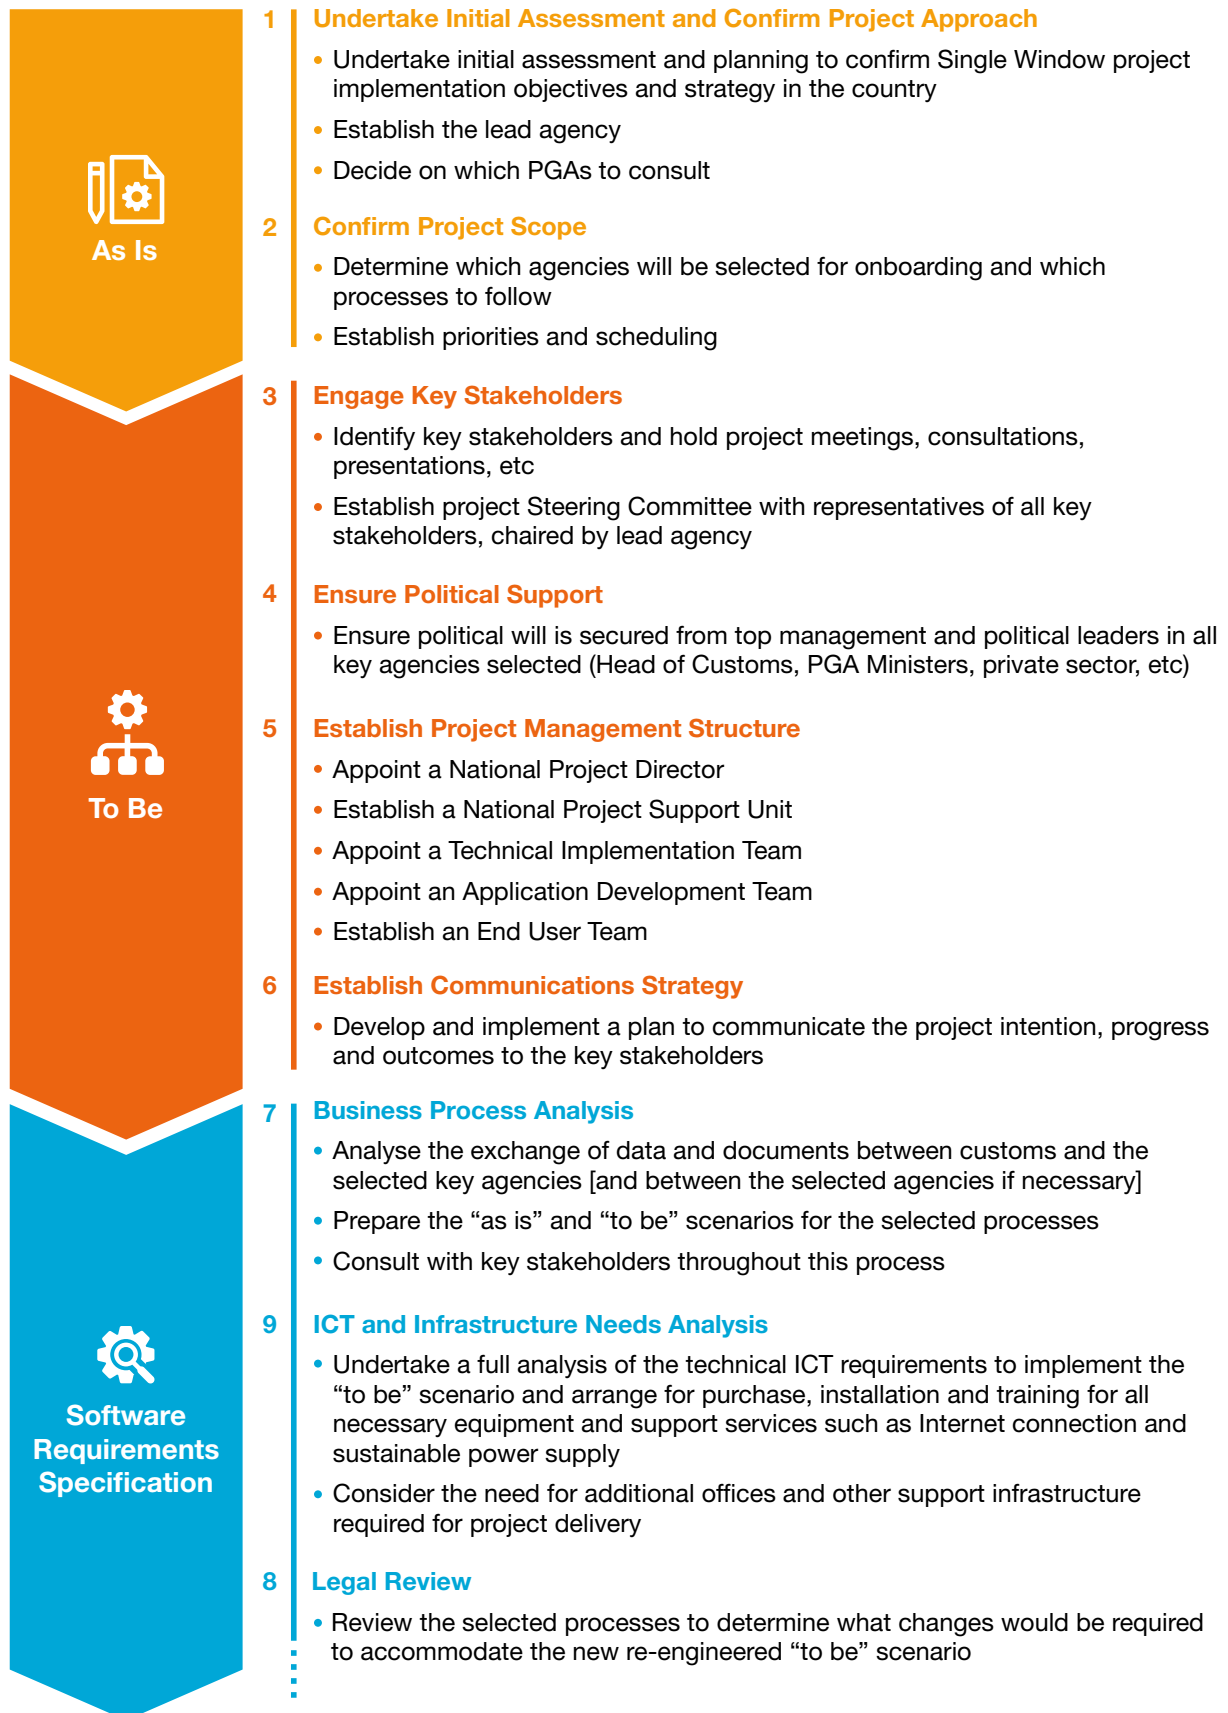 As Is
1 Undertake Initial Assessment and Confirm Project Approach
• Undertake initial assessment and planning to confirm Single Window project
implementation objectives and strategy in the country
• Establish the lead agency
• Decide on which PGAs to consult
2 Confirm Project Scope
• Determine which agencies will be selected for onboarding and which
processes to follow
• Establish priorities and scheduling
To Be
3 Engage Key Stakeholders
• Identify key stakeholders and hold project meetings, consultations,
presentations, etc
• Establish project Steering Committee with representatives of all key
stakeholders, chaired by lead agency
4 Ensure Political Support
• Ensure political will is secured from top management and political leaders in all
key agencies selected (Head of Customs, PGA Ministers, private sector, etc)
5 Establish Project Management Structure
• Appoint a National Project Director
• Establish a National Project Support Unit
• Appoint a Technical Implementation Team
• Appoint an Application Development Team
• Establish an End User Team
6 Establish Communications Strategy
• Develop and implement a plan to communicate the project intention, progress
and outcomes to the key stakeholders
Software
Requirements
Specification
7 Business Process Analysis
• Analyse the exchange of data and documents between customs and the
selected key agencies [and between the selected agencies if necessary]
• Prepare the “as is” and “to be” scenarios for the selected processes
• Consult with key stakeholders throughout this process
9 ICT and Infrastructure Needs Analysis
• Undertake a full analysis of the technical ICT requirements to implement the
“to be” scenario and arrange for purchase, installation and training for all
necessary equipment and support services such as Internet connection and
sustainable power supply
• Consider the need for additional offices and other support infrastructure
required for project delivery
8 Legal Review
• Review the selected processes to determine what changes would be required
to accommodate the new re-engineered “to be” scenario